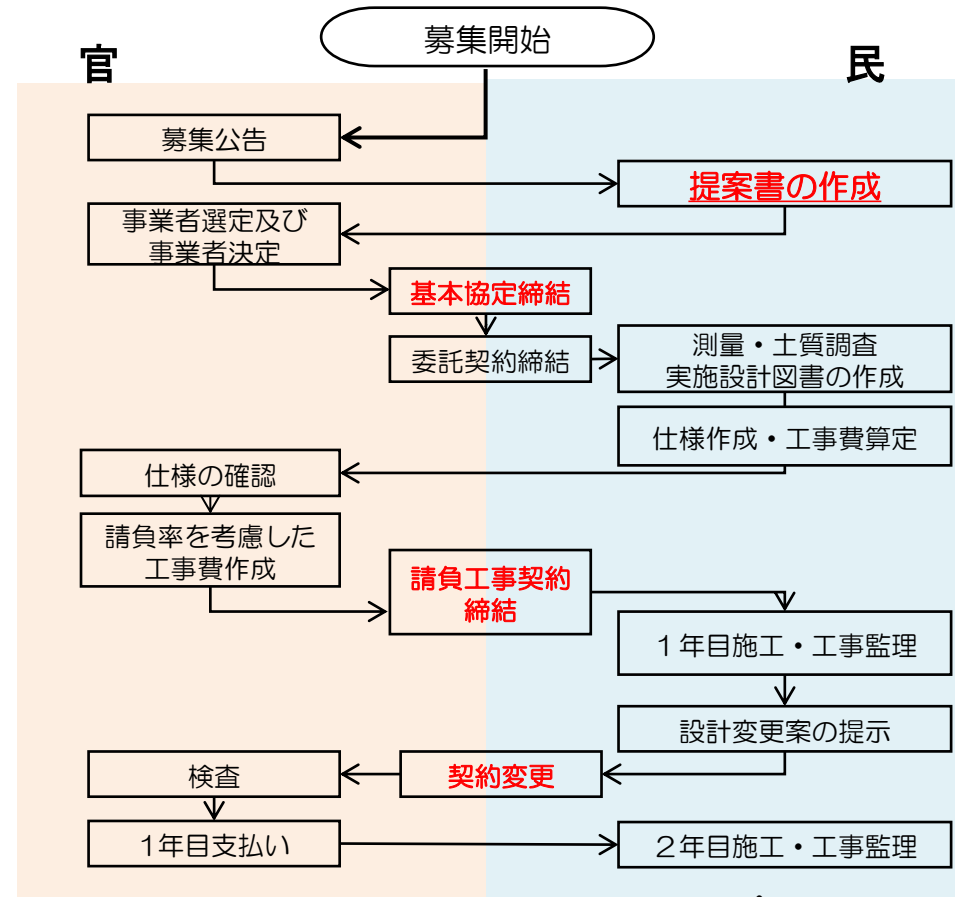 募集開始
官
民
募集公告
提案書の作成
事業者選定及び
事業者決定
基本協定締結
委託契約締結
測量・土質調査
実施設計図書の作成
仕様作成・工事費算定
仕様の確認
請負率を考慮した
工事費作成
請負工事契約
締結
１年目施工・工事監理
設計変更案の提示
契約変更
検査
1年目支払い
２年目施工・工事監理